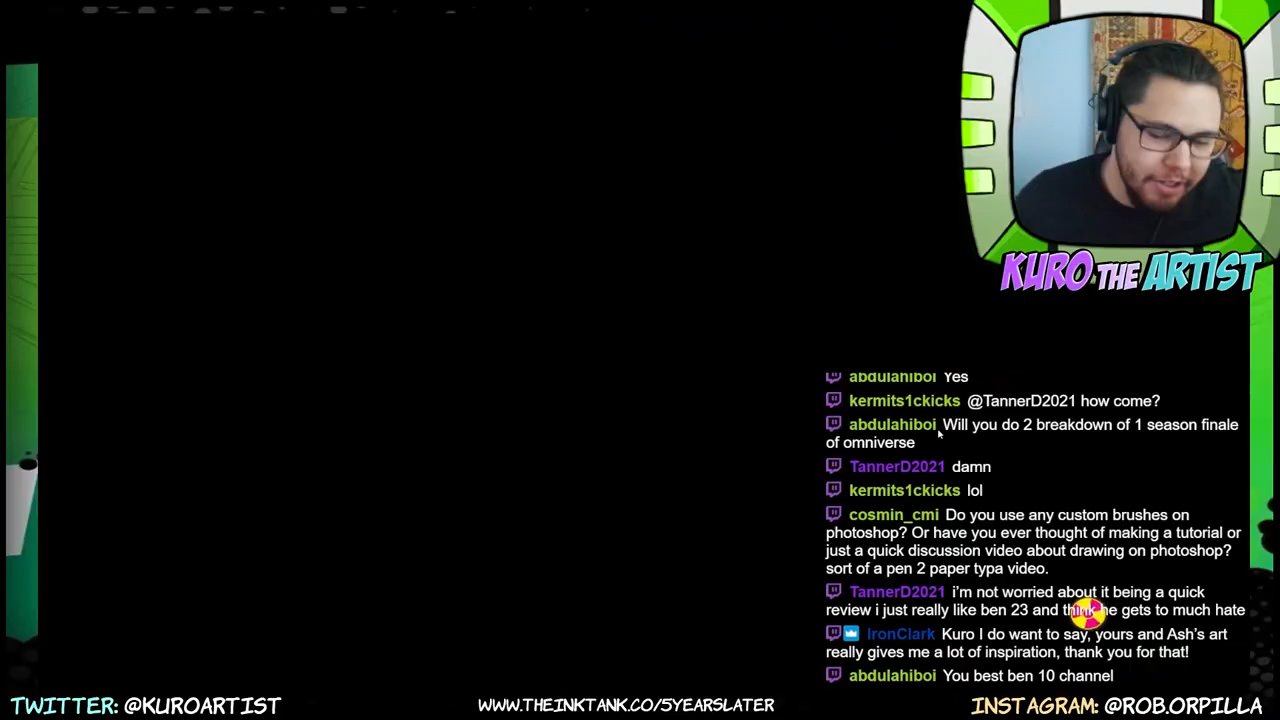 KURO THE ARTIST
abdulahiboi Yes
kermits1ckicks @TannerD2021 how come?
abdulahiboi Will you do 2 breakdown of 1 season finale
of omniverse
TannerD2021 damn
kermits1ckicks lol
cosmin_cmi Do you use any custom brushes on
photoshop? Or have you ever thought of making a tutorial or
just a quick discussion video about drawing on photoshop?
sort of a pen 2 paper typa video.
TannerD2021 i'm not worried about it being a quick
review i just really like ben 23 and think he gets to much hate
IronClark Kuro I do want to say, yours and Ash's art
really gives me a lot of inspiration, thank you for that!
abdulahiboi You best ben 10 channel
TWITTER: @KUROARTIST
WWW.THEINKTANK.CO/5YEARSLATER
INSTAGRAM: @ROB.ORPILLA